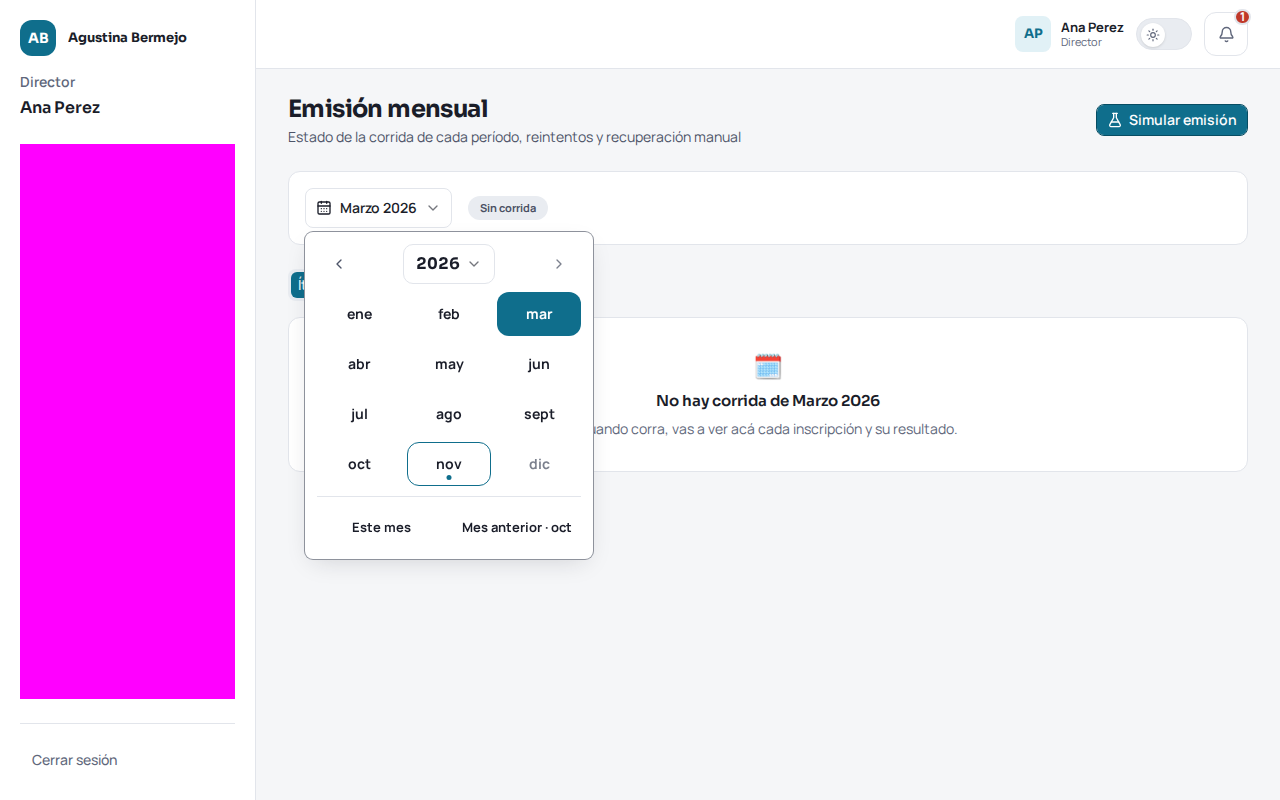 AB
Agustina Bermejo
Director
Ana Perez
Cerrar sesión
AP
Ana Perez
Director
1
Emisión mensual
Estado de la corrida de cada período, reintentos y recuperación manual
Simular emisión
Marzo 2026
Sin corrida
2026
ene feb mar
abr may jun
jul ago sept
oct nov dic
Este mes
Mes anterior · oct
No hay corrida de Marzo 2026
corra, vas a ver acá cada inscripción y su resultado.